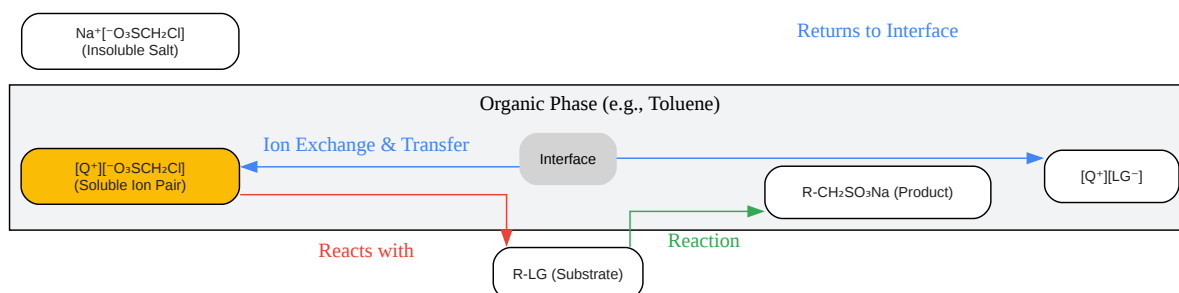 Na⁺[⁻O₃SCH₂Cl]
(Insoluble Salt)
Returns to Interface
Organic Phase (e.g., Toluene)
Ion Exchange & Transfer
Interface
[Q⁺][⁻O₃SCH₂Cl]
(Soluble Ion Pair)
[Q⁺][LG⁻]
R-CH₂SO₃Na (Product)
Reacts with
Reaction
R-LG (Substrate)